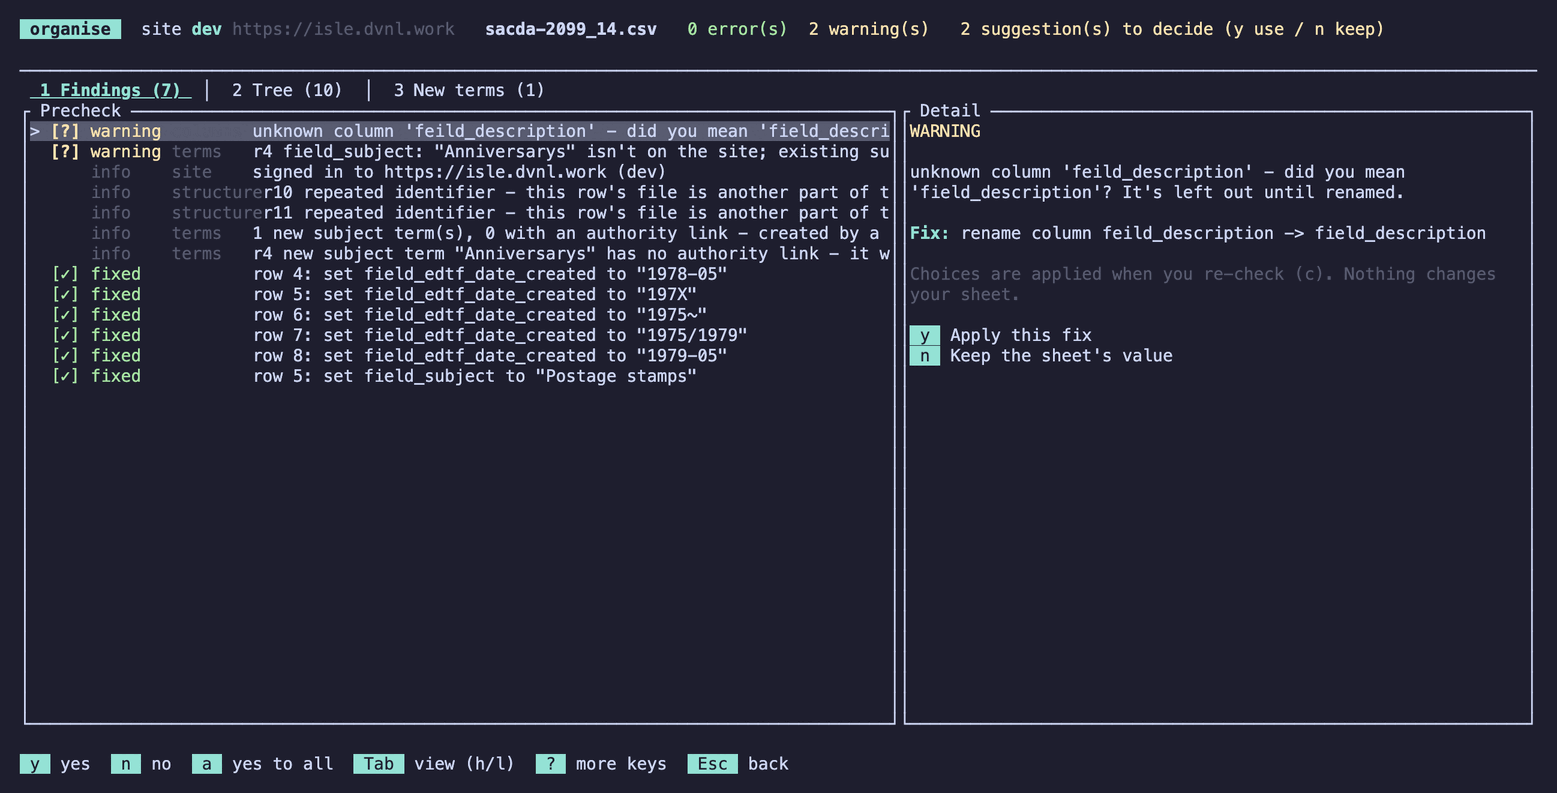 organise site dev https://isle.dvnl.work sacda-2099_14.csv 0 error(s) 2 warning(s) 2 suggestion(s) to decide (y use / n keep)
1 Findings (7) │ 2 Tree (10) │ 3 New terms (1)
Precheck
> [?] warning unknown column 'feild_description' – did you mean 'field_descri
[?] warning terms r4 field_subject: "Anniversarys" isn't on the site; existing su
info site signed in to https://isle.dvnl.work (dev)
info structurer10 repeated identifier – this row's file is another part of t
info structurer11 repeated identifier – this row's file is another part of t
info terms 1 new subject term(s), 0 with an authority link – created by a
info terms r4 new subject term "Anniversarys" has no authority link – it w
[✓] fixed row 4: set field_edtf_date_created to "1978-05"
[✓] fixed row 5: set field_edtf_date_created to "197X"
[✓] fixed row 6: set field_edtf_date_created to "1975~"
[✓] fixed row 7: set field_edtf_date_created to "1975/1979"
[✓] fixed row 8: set field_edtf_date_created to "1979-05"
[✓] fixed row 5: set field_subject to "Postage stamps"
Detail
WARNING
unknown column 'feild_description' – did you mean
'field_description'? It's left out until renamed.
Fix: rename column feild_description –> field_description
Choices are applied when you re-check (c). Nothing changes
your sheet.
y Apply this fix
n Keep the sheet's value
y yes n no a yes to all Tab view (h/l) ? more keys Esc back